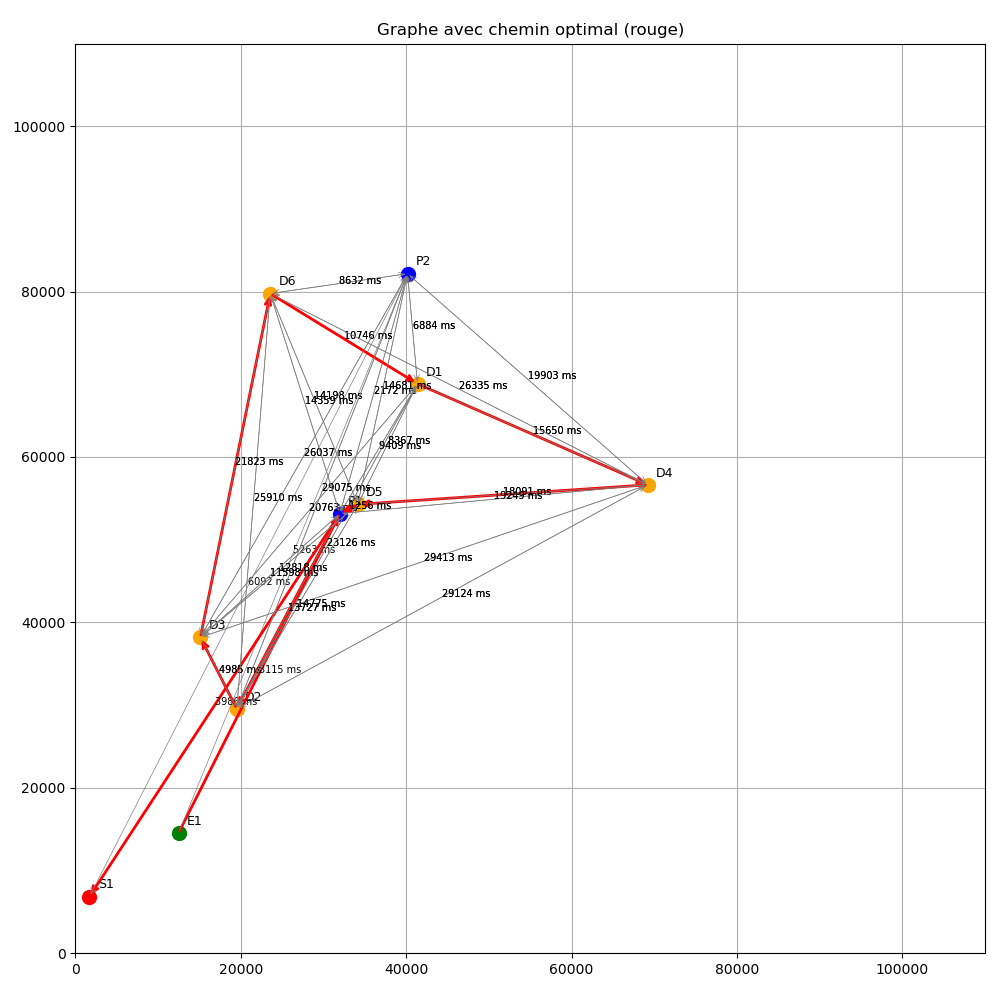 Graphe avec chemin optimal (rouge)
100000
80000
60000
40000
20000
0
0
20000
40000
60000
80000
100000
P2
D6
8632 ms
6884 ms
10746 ms
D1
14681 ms
2172 ms
26335 ms
19903 ms
14198 ms
14359 ms
15650 ms
8367 ms
9409 ms
26037 ms
21823 ms
D4
29075 ms
D5
18091 ms
19249 ms
25910 ms
1256 ms
23126 ms
5263 ms
29413 ms
12818 ms
11598 ms
6092 ms
29124 ms
14775 ms
13727 ms
D3
4985 ms
D2
E1
S1